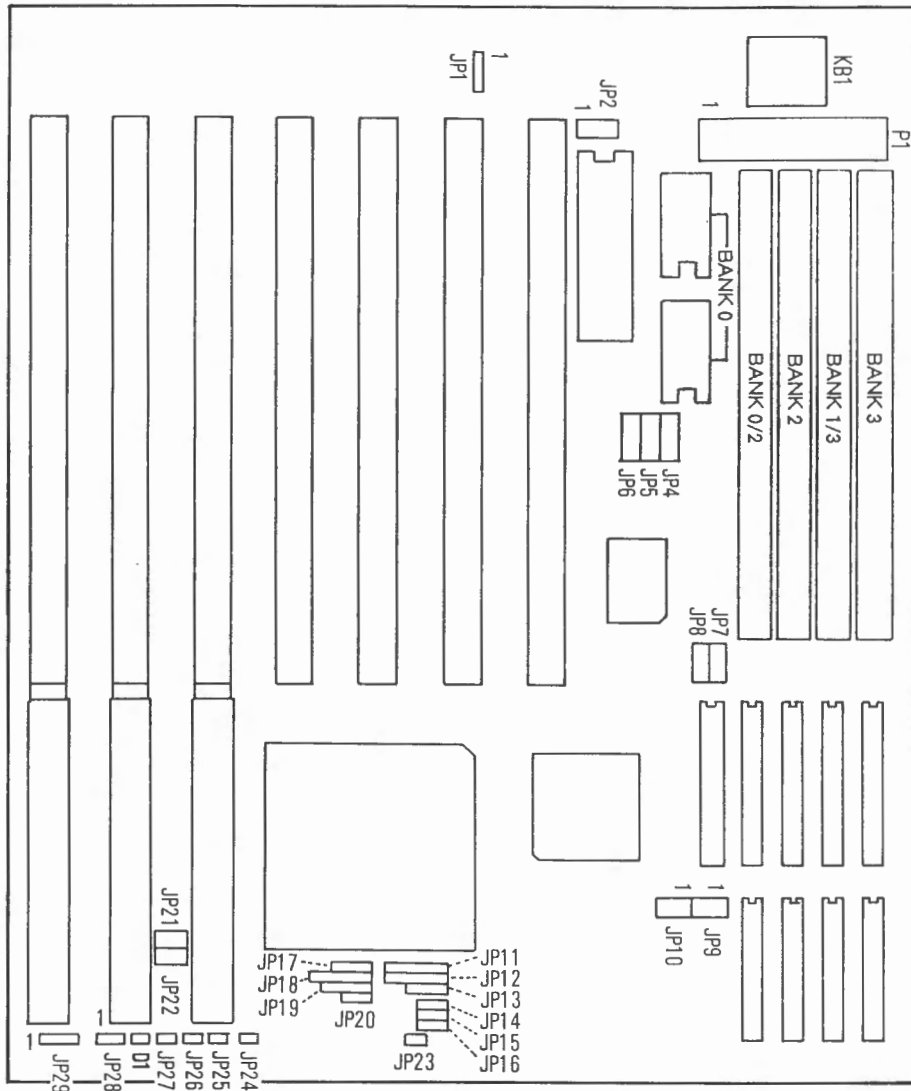 1
JP1
KB1
JP2
1
1
P1
BANK 0
BANK 0/2
BANK 2
BANK 1/3
BANK 3
JP6
JP5
JP4
JP8
JP7
JP21
JP22
1
JP10
1
JP9
JP17
JP18
JP19
JP20
JP11
JP12
JP13
JP14
JP15
JP16
JP23
1
JP29
1
JP28
D1
JP27
JP26
JP25
JP24